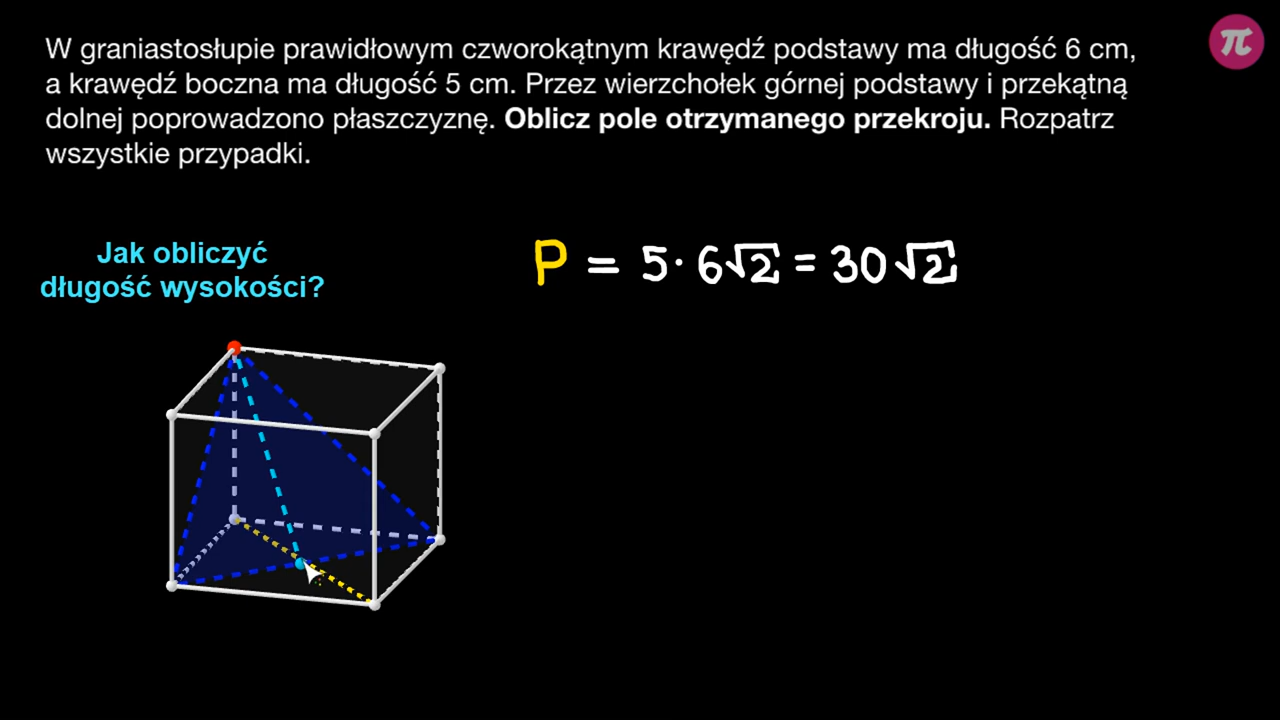 W graniastosłupie prawidłowym czworokątnym krawędź podstawy ma długość 6 cm,
a krawędź boczna ma długość 5 cm. Przez wierzchołek górnej podstawy i przekątną
dolnej poprowadzono płaszczyznę. Oblicz pole otrzymanego przekroju. Rozpatrz
wszystkie przypadki.
Jak obliczyć
długość wysokości?
P = 5·6√2 = 30√2
π